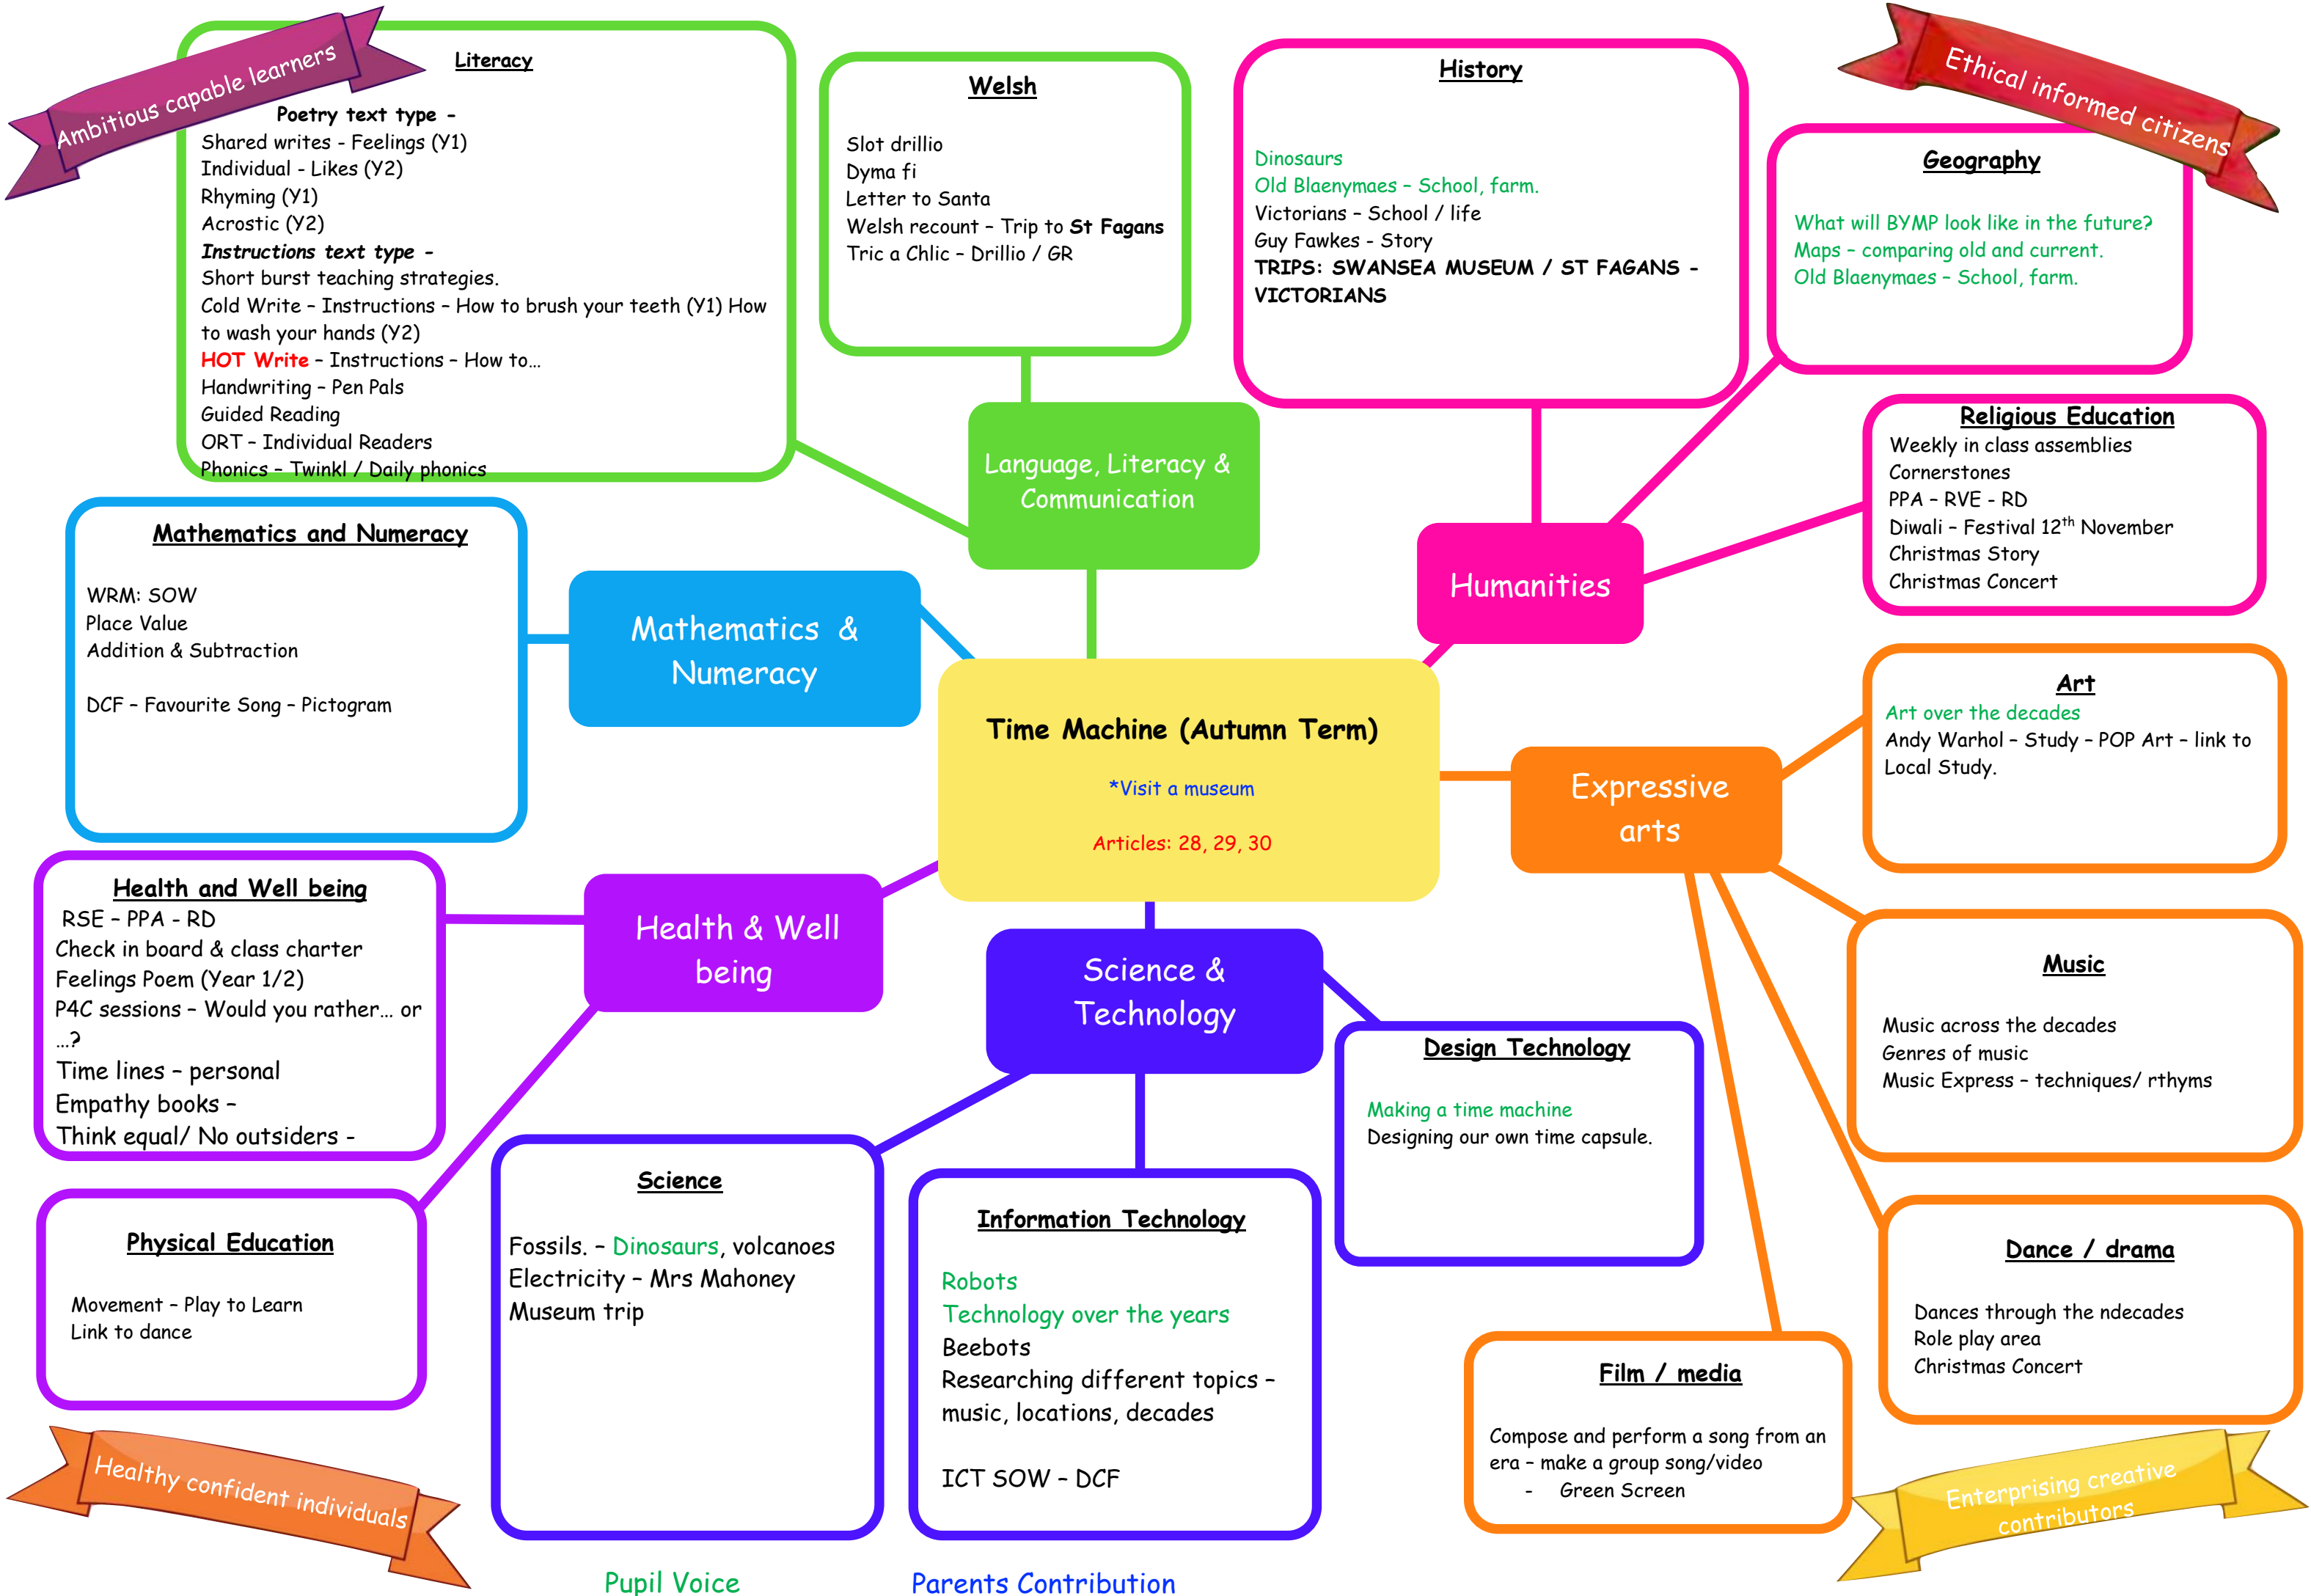 Ambitious capable learners
Literacy
Poetry text type -
Shared writes - Feelings (Y1)
Individual - Likes (Y2)
Rhyming (Y1)
Acrostic (Y2)
Instructions text type -
Short burst teaching strategies.
Cold Write – Instructions – How to brush your teeth (Y1) How
to wash your hands (Y2)
HOT Write – Instructions – How to…
Handwriting – Pen Pals
Guided Reading
ORT – Individual Readers
Phonics – Twinkl / Daily phonics
Welsh
Slot drillio
Dyma fi
Letter to Santa
Welsh recount – Trip to St Fagans
Tric a Chlic – Drillio / GR
History
Dinosaurs
Old Blaenymaes – School, farm.
Victorians – School / life
Guy Fawkes - Story
TRIPS: SWANSEA MUSEUM / ST FAGANS -
VICTORIANS
Ethical informed citizens
Geography
What will BYMP look like in the future?
Maps – comparing old and current.
Old Blaenymaes – School, farm.
Language, Literacy &
Communication
Humanities
Religious Education
Weekly in class assemblies
Cornerstones
PPA – RVE - RD
Diwali – Festival 12th November
Christmas Story
Christmas Concert
Mathematics and Numeracy
WRM: SOW
Place Value
Addition & Subtraction
DCF – Favourite Song – Pictogram
Mathematics &
Numeracy
Time Machine (Autumn Term)
*Visit a museum
Articles: 28, 29, 30
Expressive
arts
Art
Art over the decades
Andy Warhol – Study – POP Art – link to
Local Study.
Health and Well being
RSE – PPA - RD
Check in board & class charter
Feelings Poem (Year 1/2)
P4C sessions – Would you rather… or
…?
Time lines – personal
Empathy books –
Think equal/ No outsiders -
Health & Well
being
Science &
Technology
Music
Music across the decades
Genres of music
Music Express – techniques/ rthyms
Design Technology
Making a time machine
Designing our own time capsule.
Physical Education
Movement – Play to Learn
Link to dance
Science
Fossils. – Dinosaurs, volcanoes
Electricity – Mrs Mahoney
Museum trip
Information Technology
Robots
Technology over the years
Beebots
Researching different topics –
music, locations, decades
ICT SOW – DCF
Dance / drama
Dances through the ndecades
Role play area
Christmas Concert
Film / media
Compose and perform a song from an
era – make a group song/video
- Green Screen
Healthy confident individuals
Enterprising creative
contributors
Pupil Voice
Parents Contribution